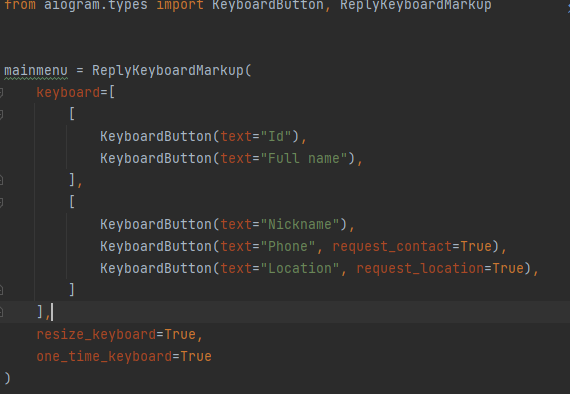 from aiogram.types import KeyboardButton, ReplyKeyboardMarkup
mainmenu = ReplyKeyboardMarkup(
    keyboard=[
        [
            KeyboardButton(text="Id"),
            KeyboardButton(text="Full name"),
        ],
        [
            KeyboardButton(text="Nickname"),
            KeyboardButton(text="Phone", request_contact=True),
            KeyboardButton(text="Location", request_location=True),
        ]
    ],
    resize_keyboard=True,
    one_time_keyboard=True
)